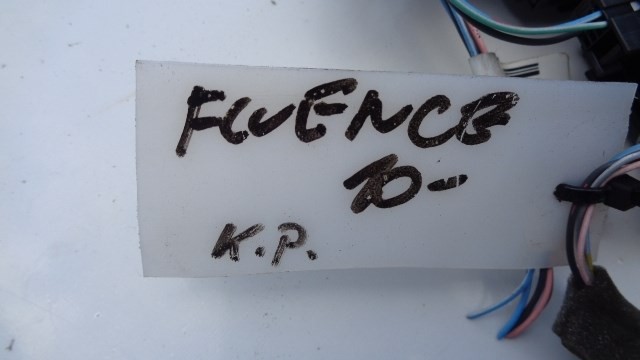 FLUENCE
10-
K.P.